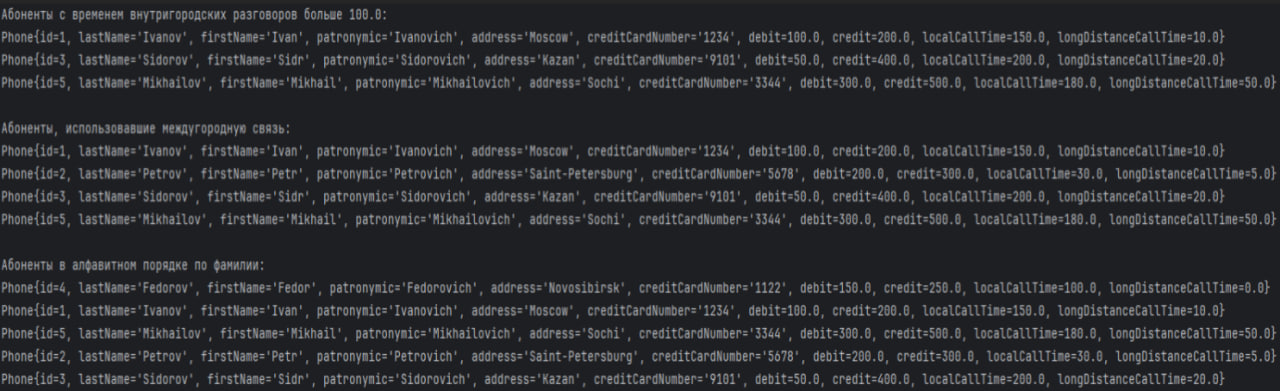 Абоненты с временем внутригородских разговоров больше 100.0:
Phone{id=1, lastName='Ivanov', firstName='Ivan', patronymic='Ivanovich', address='Moscow', creditCardNumber='1234', debit=100.0, credit=200.0, localCallTime=150.0, longDistanceCallTime=10.0}
Phone{id=3, lastName='Sidorov', firstName='Sidr', patronymic='Sidorovich', address='Kazan', creditCardNumber='9101', debit=50.0, credit=400.0, localCallTime=200.0, longDistanceCallTime=20.0}
Phone{id=5, lastName='Mikhailov', firstName='Mikhail', patronymic='Mikhailovich', address='Sochi', creditCardNumber='3344', debit=300.0, credit=500.0, localCallTime=180.0, longDistanceCallTime=50.0}
Абоненты, использовавшие междугородную связь:
Phone{id=1, lastName='Ivanov', firstName='Ivan', patronymic='Ivanovich', address='Moscow', creditCardNumber='1234', debit=100.0, credit=200.0, localCallTime=150.0, longDistanceCallTime=10.0}
Phone{id=2, lastName='Petrov', firstName='Petr', patronymic='Petrovich', address='Saint-Petersburg', creditCardNumber='5678', debit=200.0, credit=300.0, localCallTime=30.0, longDistanceCallTime=5.0}
Phone{id=3, lastName='Sidorov', firstName='Sidr', patronymic='Sidorovich', address='Kazan', creditCardNumber='9101', debit=50.0, credit=400.0, localCallTime=200.0, longDistanceCallTime=20.0}
Phone{id=5, lastName='Mikhailov', firstName='Mikhail', patronymic='Mikhailovich', address='Sochi', creditCardNumber='3344', debit=300.0, credit=500.0, localCallTime=180.0, longDistanceCallTime=50.0}
Абоненты в алфавитном порядке по фамилии:
Phone{id=4, lastName='Fedorov', firstName='Fedor', patronymic='Fedorovich', address='Novosibirsk', creditCardNumber='1122', debit=150.0, credit=250.0, localCallTime=100.0, longDistanceCallTime=0.0}
Phone{id=1, lastName='Ivanov', firstName='Ivan', patronymic='Ivanovich', address='Moscow', creditCardNumber='1234', debit=100.0, credit=200.0, localCallTime=150.0, longDistanceCallTime=10.0}
Phone{id=5, lastName='Mikhailov', firstName='Mikhail', patronymic='Mikhailovich', address='Sochi', creditCardNumber='3344', debit=300.0, credit=500.0, localCallTime=180.0, longDistanceCallTime=50.0}
Phone{id=2, lastName='Petrov', firstName='Petr', patronymic='Petrovich', address='Saint-Petersburg', creditCardNumber='5678', debit=200.0, credit=300.0, localCallTime=30.0, longDistanceCallTime=5.0}
Phone{id=3, lastName='Sidorov', firstName='Sidr', patronymic='Sidorovich', address='Kazan', creditCardNumber='9101', debit=50.0, credit=400.0, localCallTime=200.0, longDistanceCallTime=20.0}